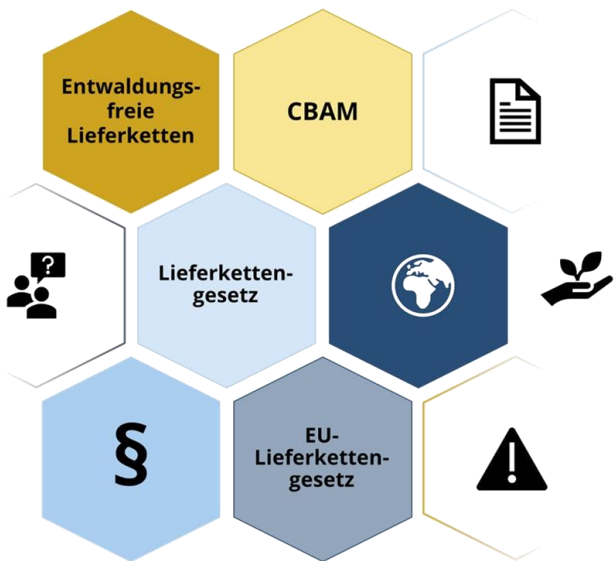 Entwaldungs-
freie
Lieferketten
CBAM
?
Lieferketten-
gesetz
§
EU-
Lieferketten-
gesetz
!